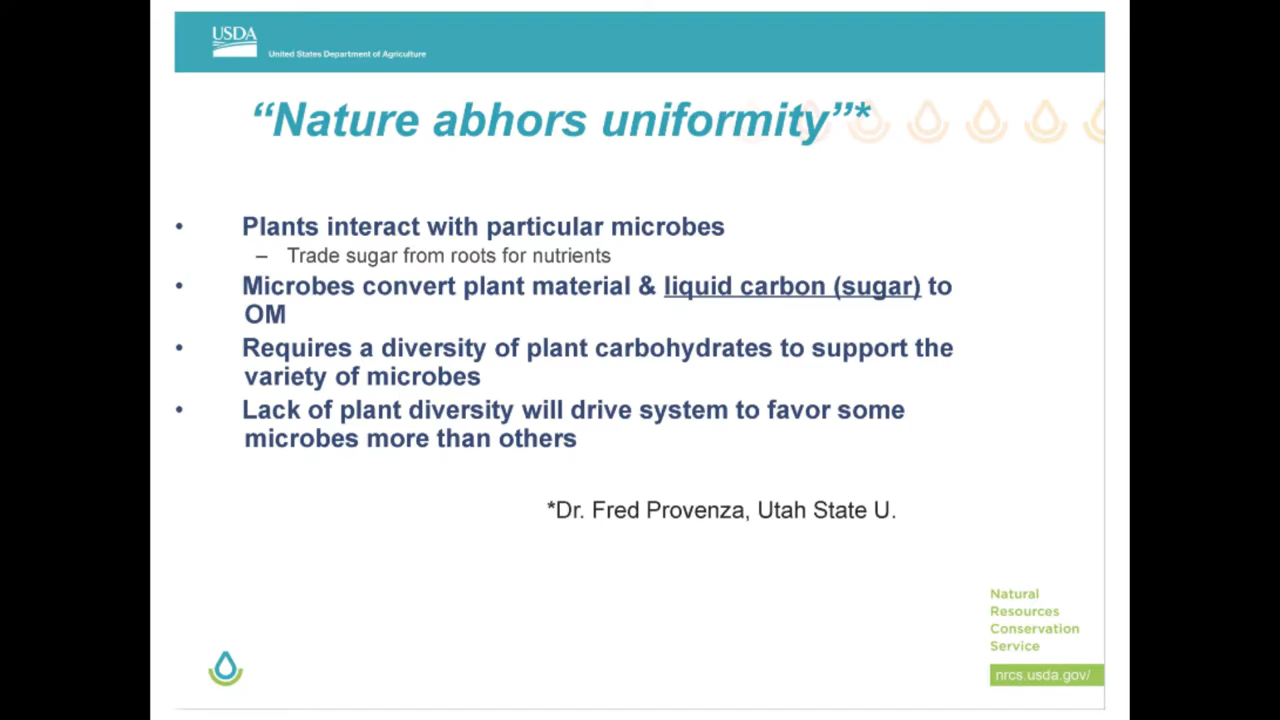 USDA
United States Department of Agriculture
“Nature abhors uniformity”*
• Plants interact with particular microbes
– Trade sugar from roots for nutrients
• Microbes convert plant material & liquid carbon (sugar) to
OM
• Requires a diversity of plant carbohydrates to support the
variety of microbes
• Lack of plant diversity will drive system to favor some
microbes more than others
*Dr. Fred Provenza, Utah State U.
Natural
Resources
Conservation
Service
nrcs.usda.gov/